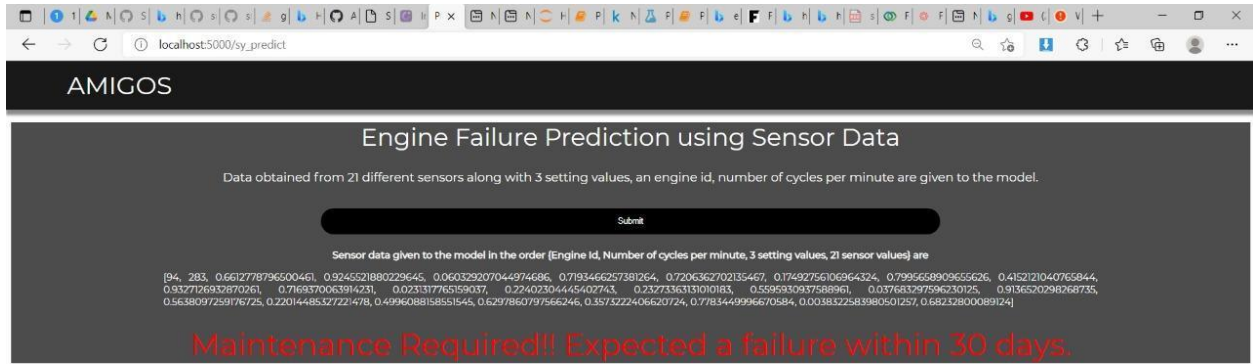 localhost:5000/sy_predict
AMIGOS
Engine Failure Prediction using Sensor Data
Data obtained from 21 different sensors along with 3 setting values, an engine id, number of cycles per minute are given to the model.
Submit
Sensor data given to the model in the order {Engine Id, Number of cycles per minute, 3 setting values, 21 sensor values} are
[94, 283, 0.6612778796500461, 0.9245521880229645, 0.060329207044974686, 0.7193466257381264, 0.7206362702135467, 0.17492756106964324, 0.7995658909655626, 0.4152121040765844,
0.9327126932870261, 0.7169370063914231, 0.0231317765159037, 0.22402304445402743, 0.23273363131010183, 0.5595930937588961, 0.037683297596230125, 0.9136520298268735,
0.5638097259176725, 0.22014485327221478, 0.4996088158551545, 0.6297860797566246, 0.3573222406620724, 0.7783449996670584, 0.0038322583980501257, 0.68232800089124]
Maintenance Required!! Expected a failure within 30 days.